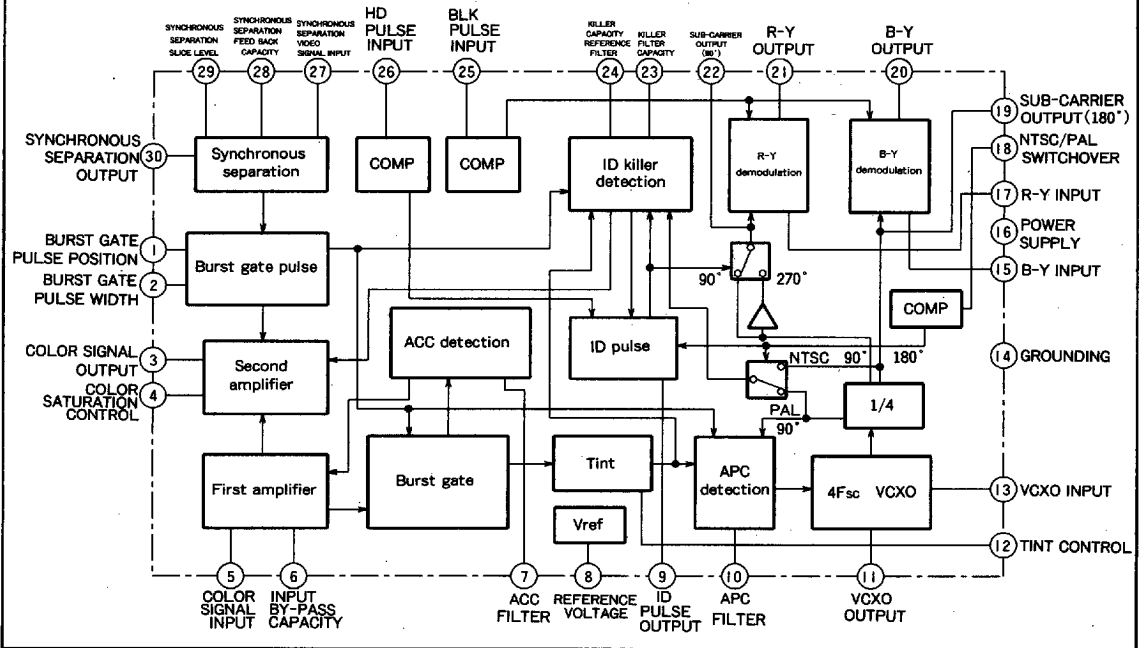 SYNCHRONOUS
SEPARATION
SLICE LEVEL
SYNCHRONOUS
SEPARATION
FEED BACK
CAPACITY
SYNCHRONOUS
SEPARATION
VIDEO
SIGNAL INPUT
HD
PULSE
INPUT
BLK
PULSE
INPUT
KILLER
CAPACITY
REFERENCE
FILTER
KILLER
FILTER
CAPACITY
SUB-CARRIER
OUTPUT
(90°)
R-Y
OUTPUT
B-Y
OUTPUT
29
28
27
26
25
24
23
22
21
20
SYNCHRONOUS
SEPARATION
OUTPUT
30
Synchronous
separation
COMP
COMP
ID killer
detection
R-Y
demodulation
B-Y
demodulation
19
SUB-CARRIER
OUTPUT(180°)
18
NTSC/PAL
SWITCHOVER
17
R-Y INPUT
16
POWER
SUPPLY
15
B-Y INPUT
BURST GATE
PULSE POSITION
1
BURST GATE
PULSE WIDTH
2
Burst gate pulse
90°
270°
COMP
COLOR SIGNAL
OUTPUT
3
COLOR
SATURATION
CONTROL
4
Second
amplifier
ACC detection
ID pulse
NTSC 90°
180°
PAL
90°
1/4
14
GROUNDING
First amplifier
Burst gate
Tint
APC
detection
4Fsc VCXO
13
VCXO INPUT
Vref
12
TINT CONTROL
5
6
7
8
9
10
11
COLOR
SIGNAL
INPUT
INPUT
BY-PASS
CAPACITY
ACC
FILTER
REFERENCE
VOLTAGE
ID
PULSE
OUTPUT
APC
FILTER
VCXO
OUTPUT